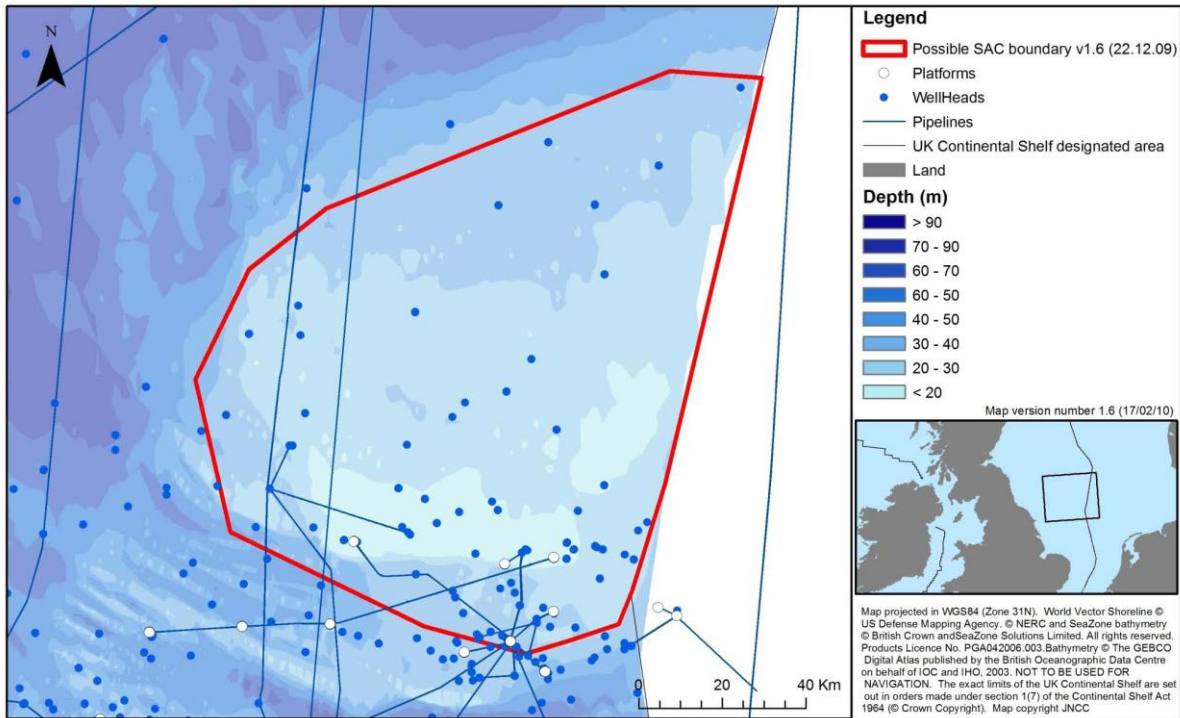 N
0 20 40 Km
Legend
Possible SAC boundary v1.6 (22.12.09)
Platforms
WellHeads
Pipelines
UK Continental Shelf designated area
Land
Depth (m)
> 90
70 - 90
60 - 70
60 - 50
40 - 50
30 - 40
20 - 30
< 20
Map version number 1.6 (17/02/10)
Map projected in WGS84 (Zone 31N). World Vector Shoreline ©
US Defense Mapping Agency. © NERC and SeaZone bathymetry
© British Crown andSeaZone Solutions Limited. All rights reserved.
Products Licence No. PGA042006.003.Bathymetry © The GEBCO
Digital Atlas published by the British Oceanographic Data Centre
on behalf of IOC and IHO, 2003. NOT TO BE USED FOR
NAVIGATION. The exact limits of the UK Continental Shelf are set
out in orders made under section 1(7) of the Continental Shelf Act
1964 (© Crown Copyright). Map copyright JNCC